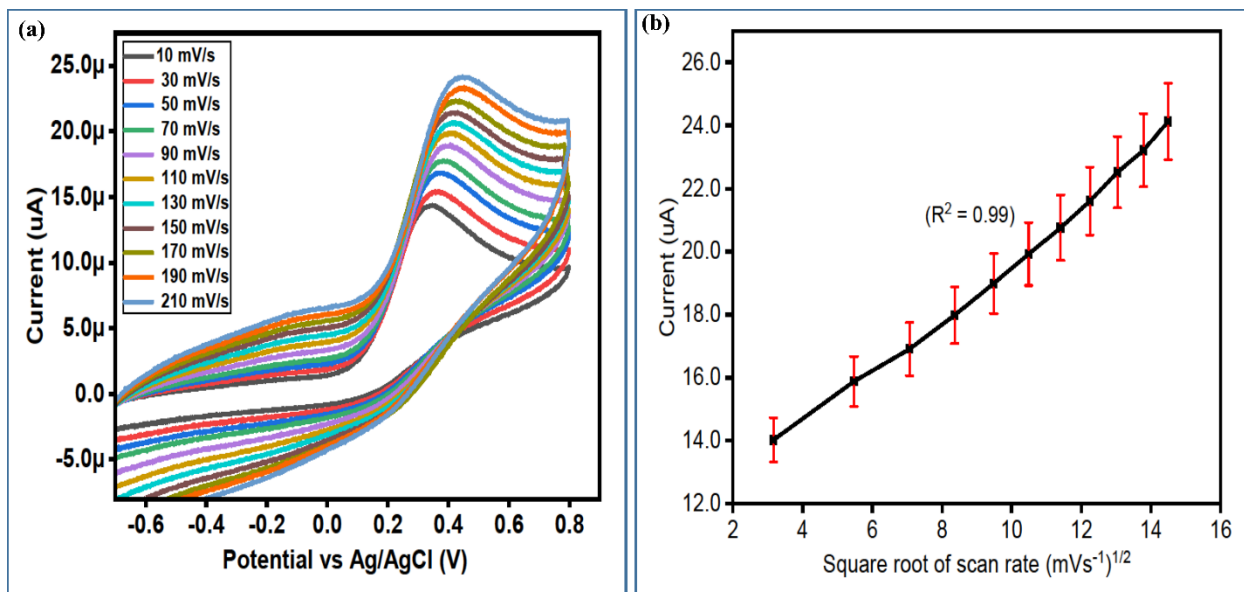 (a)
10 mV/s
30 mV/s
50 mV/s
70 mV/s
90 mV/s
110 mV/s
130 mV/s
150 mV/s
170 mV/s
190 mV/s
210 mV/s
25.0μ
20.0μ
15.0μ
10.0μ
5.0μ
0.0
-5.0μ
Current (uA)
-0.6 -0.4 -0.2 0.0 0.2 0.4 0.6 0.8
Potential vs Ag/AgCl (V)
(b)
26.0
24.0
22.0
20.0
18.0
16.0
14.0
12.0
Current (uA)
(R² = 0.99)
2 4 6 8 10 12 14 16
Square root of scan rate (mVs⁻¹)¹/²